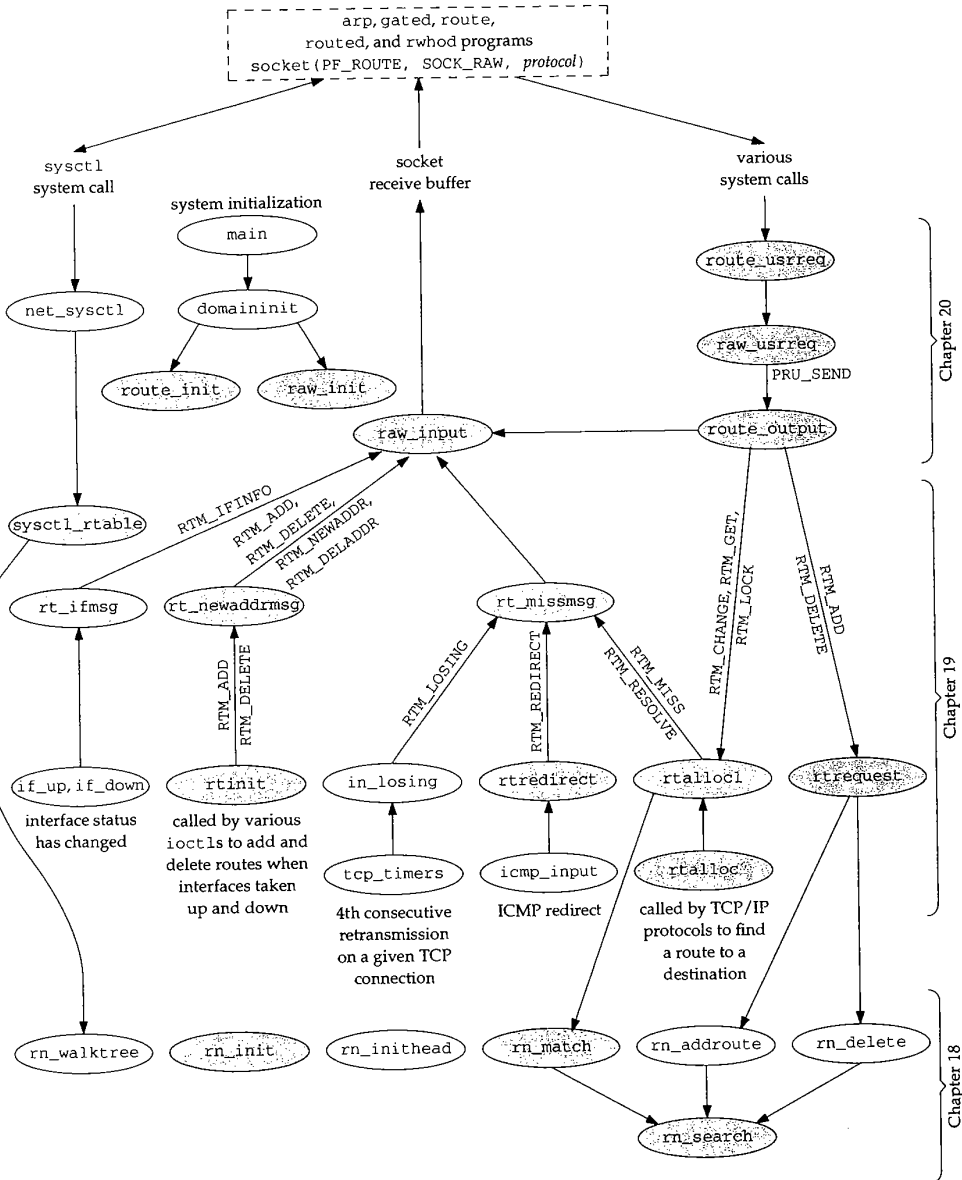 arp, gated, route,
routed, and rwhod programs
socket(PF_ROUTE, SOCK_RAW, protocol)
sysctl
system call
socket
receive buffer
various
system calls
system initialization
main
route_usrreq
net_sysctl
domaininit
raw_usrreq
PRU_SEND
route_init
raw_init
raw_input
route_output
Chapter 20
sysctl_rtable
RTM_IFINFO
RTM_ADD,
RTM_DELETE,
RTM_NEWADDR,
RTM_DELADDR
RTM_CHANGE, RTM_GET,
RTM_LOCK
RTM_ADD
RTM_DELETE
rt_ifmsg
rt_newaddrmsg
rt_missmsg
RTM_ADD
RTM_DELETE
RTM_LOSING
RTM_REDIRECT
RTM_MISS
RTM_RESOLVE
Chapter 19
if_up, if_down
rtinit
in_losing
rtredirect
rtalloc1
rtrequest
interface status
has changed
called by various
ioctls to add and
delete routes when
interfaces taken
up and down
tcp_timers
icmp_input
rtalloc
4th consecutive
retransmission
on a given TCP
connection
ICMP redirect
called by TCP/IP
protocols to find
a route to a
destination
rn_walktree
rn_init
rn_inithead
rn_match
rn_addroute
rn_delete
rn_search
Chapter 18